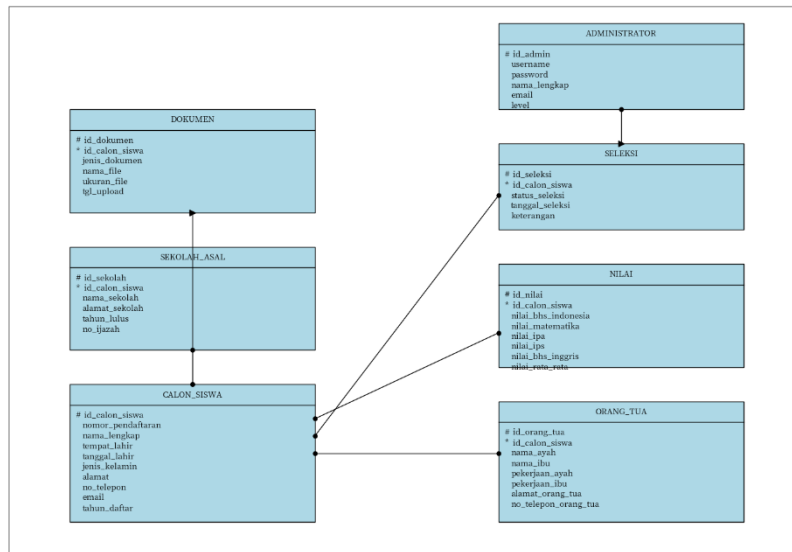 ADMINISTRATOR
# id_admin
username
password
nama_lengkap
email
level
DOKUMEN
# id_dokumen
* id_calon_siswa
jenis_dokumen
nama_file
ukuran_file
tgl_upload
SELEKSI
# id_seleksi
* id_calon_siswa
status_seleksi
tanggal_seleksi
keterangan
SEKOLAH_ASAL
# id_sekolah
* id_calon_siswa
nama_sekolah
alamat_sekolah
tahun_lulus
no_ijazah
NILAI
# id_nilai
* id_calon_siswa
nilai_bhs_indonesia
nilai_matematika
nilai_ipa
nilai_ips
nilai_bhs_inggris
nilai_rata_rata
CALON_SISWA
# id_calon_siswa
nomor_pendaftaran
nama_lengkap
tempat_lahir
tanggal_lahir
jenis_kelamin
alamat
no_telepon
email
tahun_daftar
ORANG_TUA
# id_orang_tua
* id_calon_siswa
nama_ayah
nama_ibu
pekerjaan_ayah
pekerjaan_ibu
alamat_orang_tua
no_telepon_orang_tua